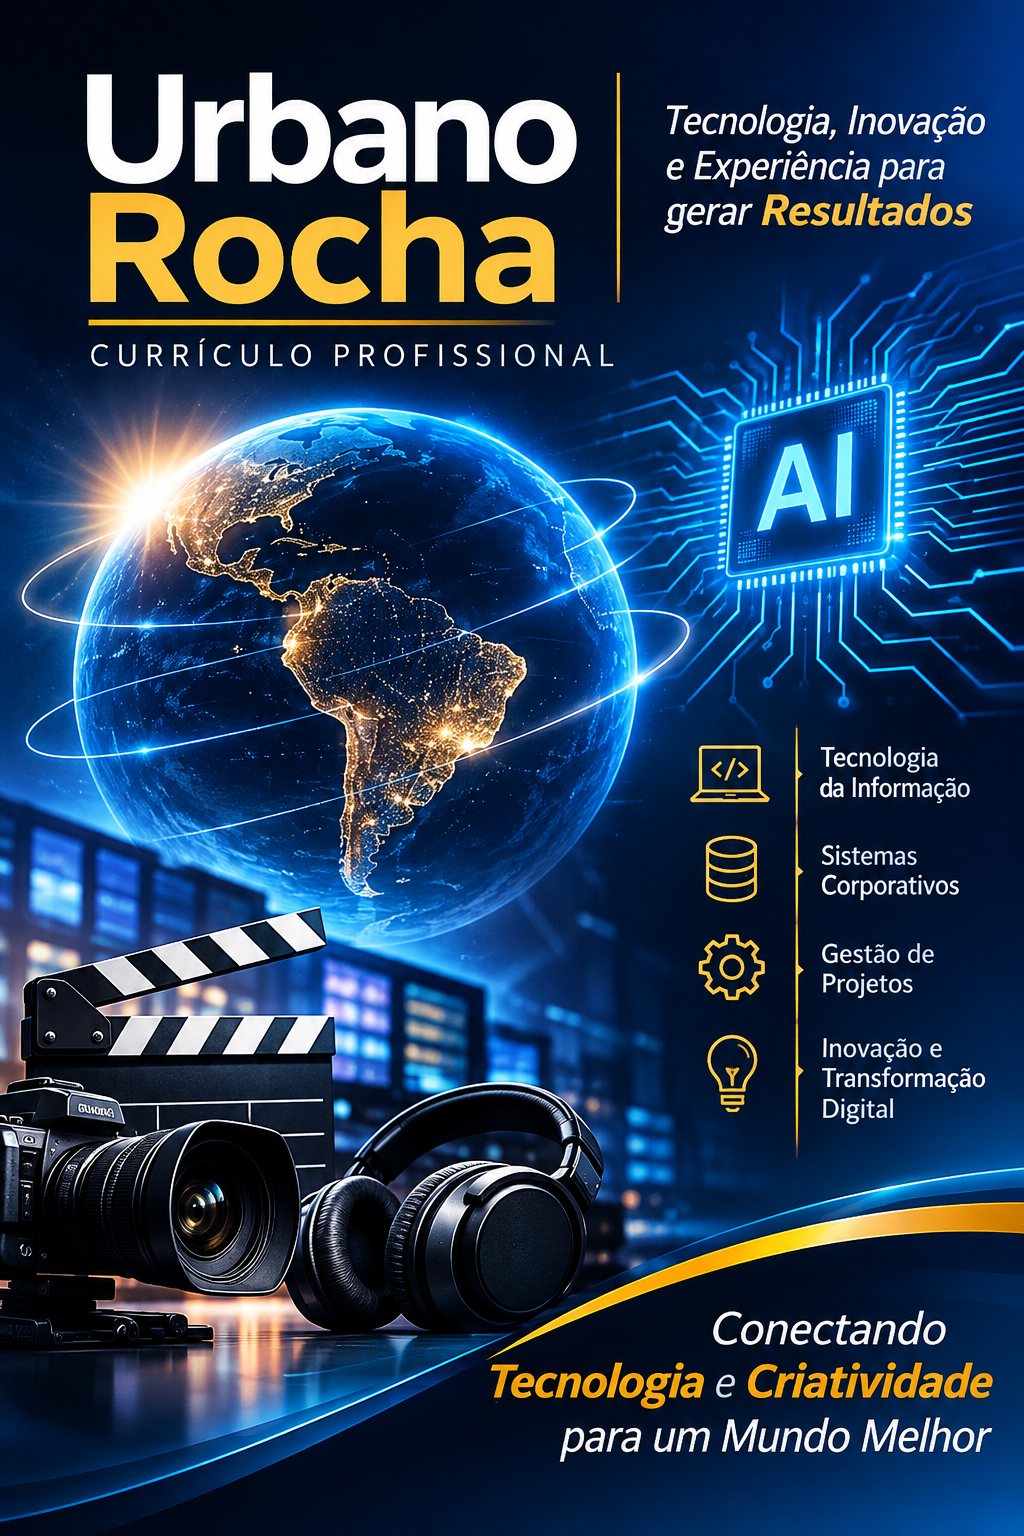 Urbano
Rocha
CURRÍCULO PROFISSIONAL
Tecnologia, Inovação
e Experiência para
gerar Resultados
AI
</>
Tecnologia
da Informação
Sistemas
Corporativos
Gestão de
Projetos
Inovação e
Transformação
Digital
Conectando
Tecnologia e Criatividade
para um Mundo Melhor